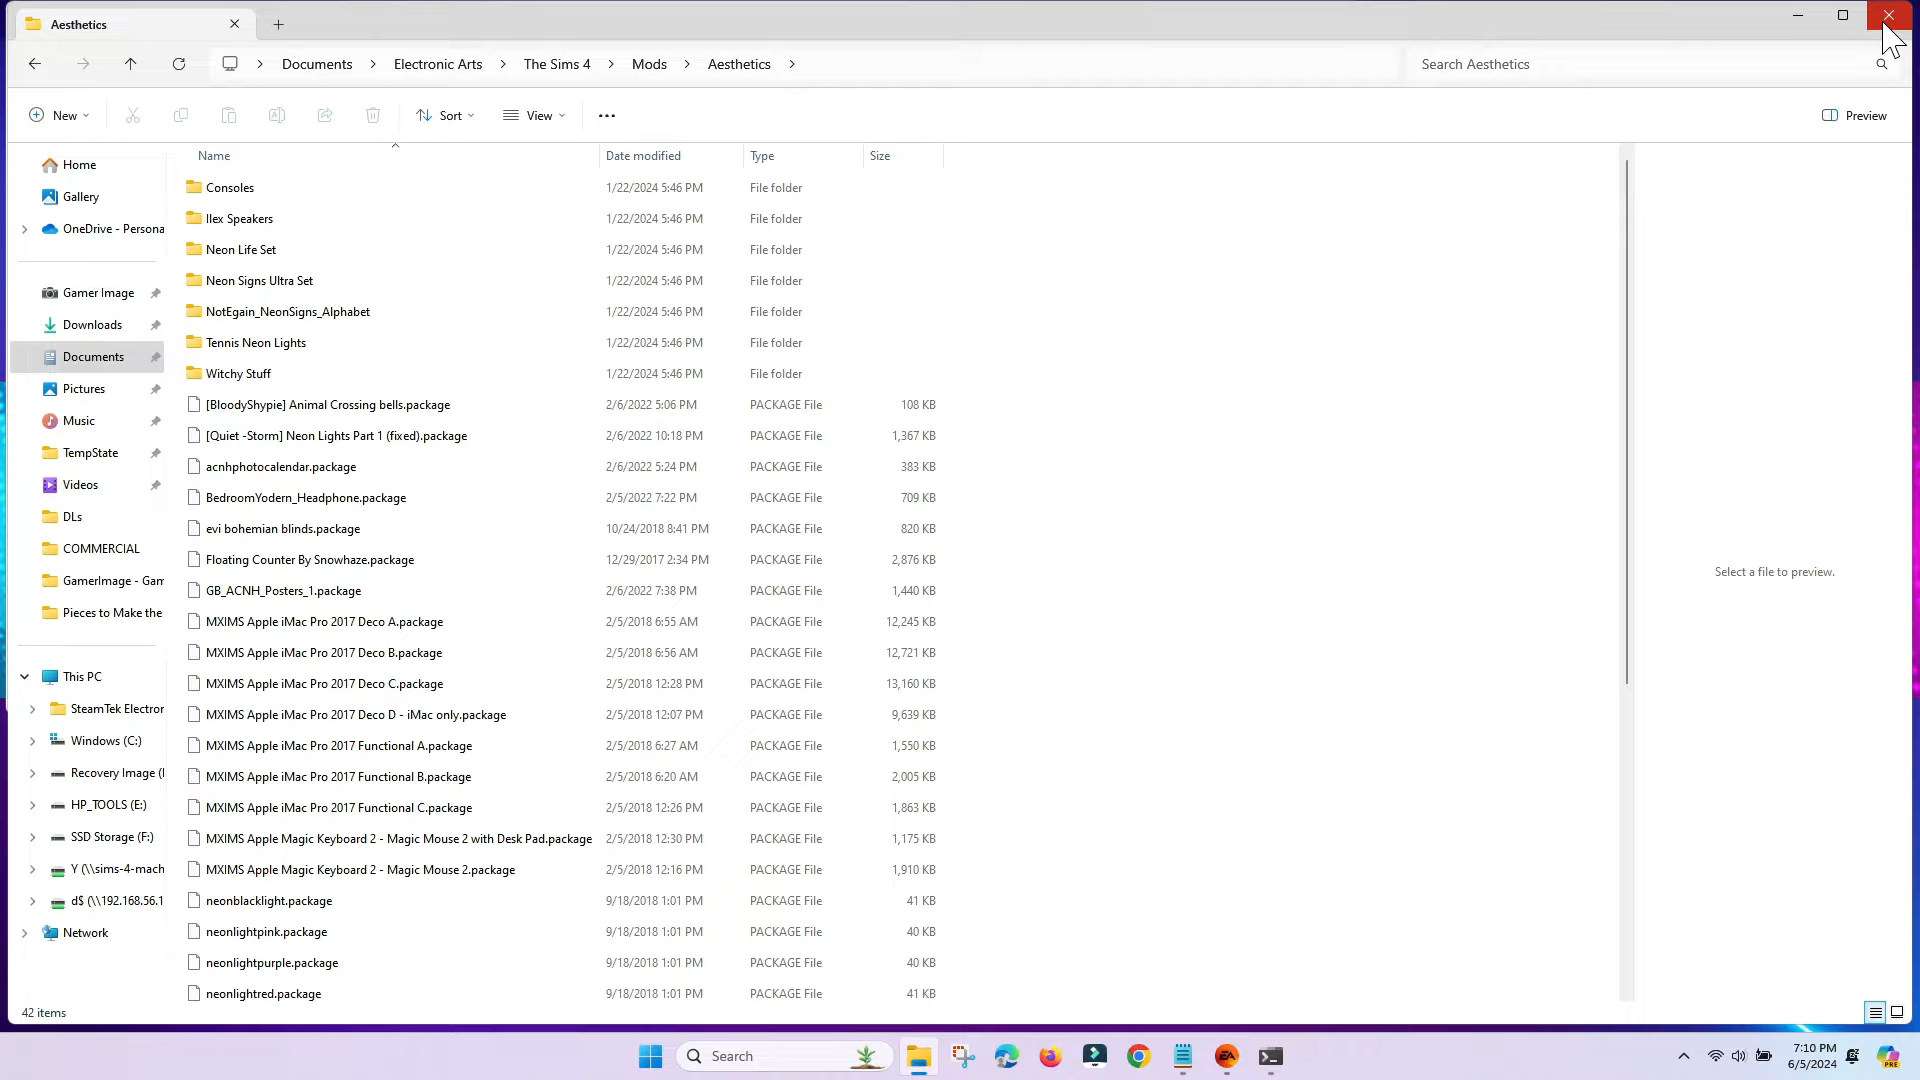 Aesthetics
Documents
Electronic Arts
The Sims 4
Mods
Aesthetics
Search Aesthetics
New
Sort
View
Preview
Name Date modified Type Size
Home
Gallery
OneDrive - Persona
Gamer Image
Downloads
Documents
Pictures
Music
TempState
Videos
DLs
COMMERCIAL
GamerImage - Gam
Pieces to Make the
This PC
SteamTek Electror
Windows (C:)
Recovery Image (
HP_TOOLS (E:)
SSD Storage (F:)
Y (\\sims-4-mach
d$ (\\192.168.56.1
Network
Consoles 1/22/2024 5:46 PM File folder
Ilex Speakers 1/22/2024 5:46 PM File folder
Neon Life Set 1/22/2024 5:46 PM File folder
Neon Signs Ultra Set 1/22/2024 5:46 PM File folder
NotEgain_NeonSigns_Alphabet 1/22/2024 5:46 PM File folder
Tennis Neon Lights 1/22/2024 5:46 PM File folder
Witchy Stuff 1/22/2024 5:46 PM File folder
[BloodyShypie] Animal Crossing bells.package 2/6/2022 5:06 PM PACKAGE File 108 KB
[Quiet -Storm] Neon Lights Part 1 (fixed).package 2/6/2022 10:18 PM PACKAGE File 1,367 KB
acnhphotocalendar.package 2/6/2022 5:24 PM PACKAGE File 383 KB
BedroomYodern_Headphone.package 2/5/2022 7:22 PM PACKAGE File 709 KB
evi bohemian blinds.package 10/24/2018 8:41 PM PACKAGE File 820 KB
Floating Counter By Snowhaze.package 12/29/2017 2:34 PM PACKAGE File 2,876 KB
GB_ACNH_Posters_1.package 2/6/2022 7:38 PM PACKAGE File 1,440 KB
MXIMS Apple iMac Pro 2017 Deco A.package 2/5/2018 6:55 AM PACKAGE File 12,245 KB
MXIMS Apple iMac Pro 2017 Deco B.package 2/5/2018 6:56 AM PACKAGE File 12,721 KB
MXIMS Apple iMac Pro 2017 Deco C.package 2/5/2018 12:28 PM PACKAGE File 13,160 KB
MXIMS Apple iMac Pro 2017 Deco D - iMac only.package 2/5/2018 12:07 PM PACKAGE File 9,639 KB
MXIMS Apple iMac Pro 2017 Functional A.package 2/5/2018 6:27 AM PACKAGE File 1,550 KB
MXIMS Apple iMac Pro 2017 Functional B.package 2/5/2018 6:20 AM PACKAGE File 2,005 KB
MXIMS Apple iMac Pro 2017 Functional C.package 2/5/2018 12:26 PM PACKAGE File 1,863 KB
MXIMS Apple Magic Keyboard 2 - Magic Mouse 2 with Desk Pad.package 2/5/2018 12:30 PM PACKAGE File 1,175 KB
MXIMS Apple Magic Keyboard 2 - Magic Mouse 2.package 2/5/2018 12:16 PM PACKAGE File 1,910 KB
neonblacklight.package 9/18/2018 1:01 PM PACKAGE File 41 KB
neonlightpink.package 9/18/2018 1:01 PM PACKAGE File 40 KB
neonlightpurple.package 9/18/2018 1:01 PM PACKAGE File 40 KB
neonlightred.package 9/18/2018 1:01 PM PACKAGE File 41 KB
Select a file to preview.
42 items
Search
EA
PRE
7:10 PM
6/5/2024